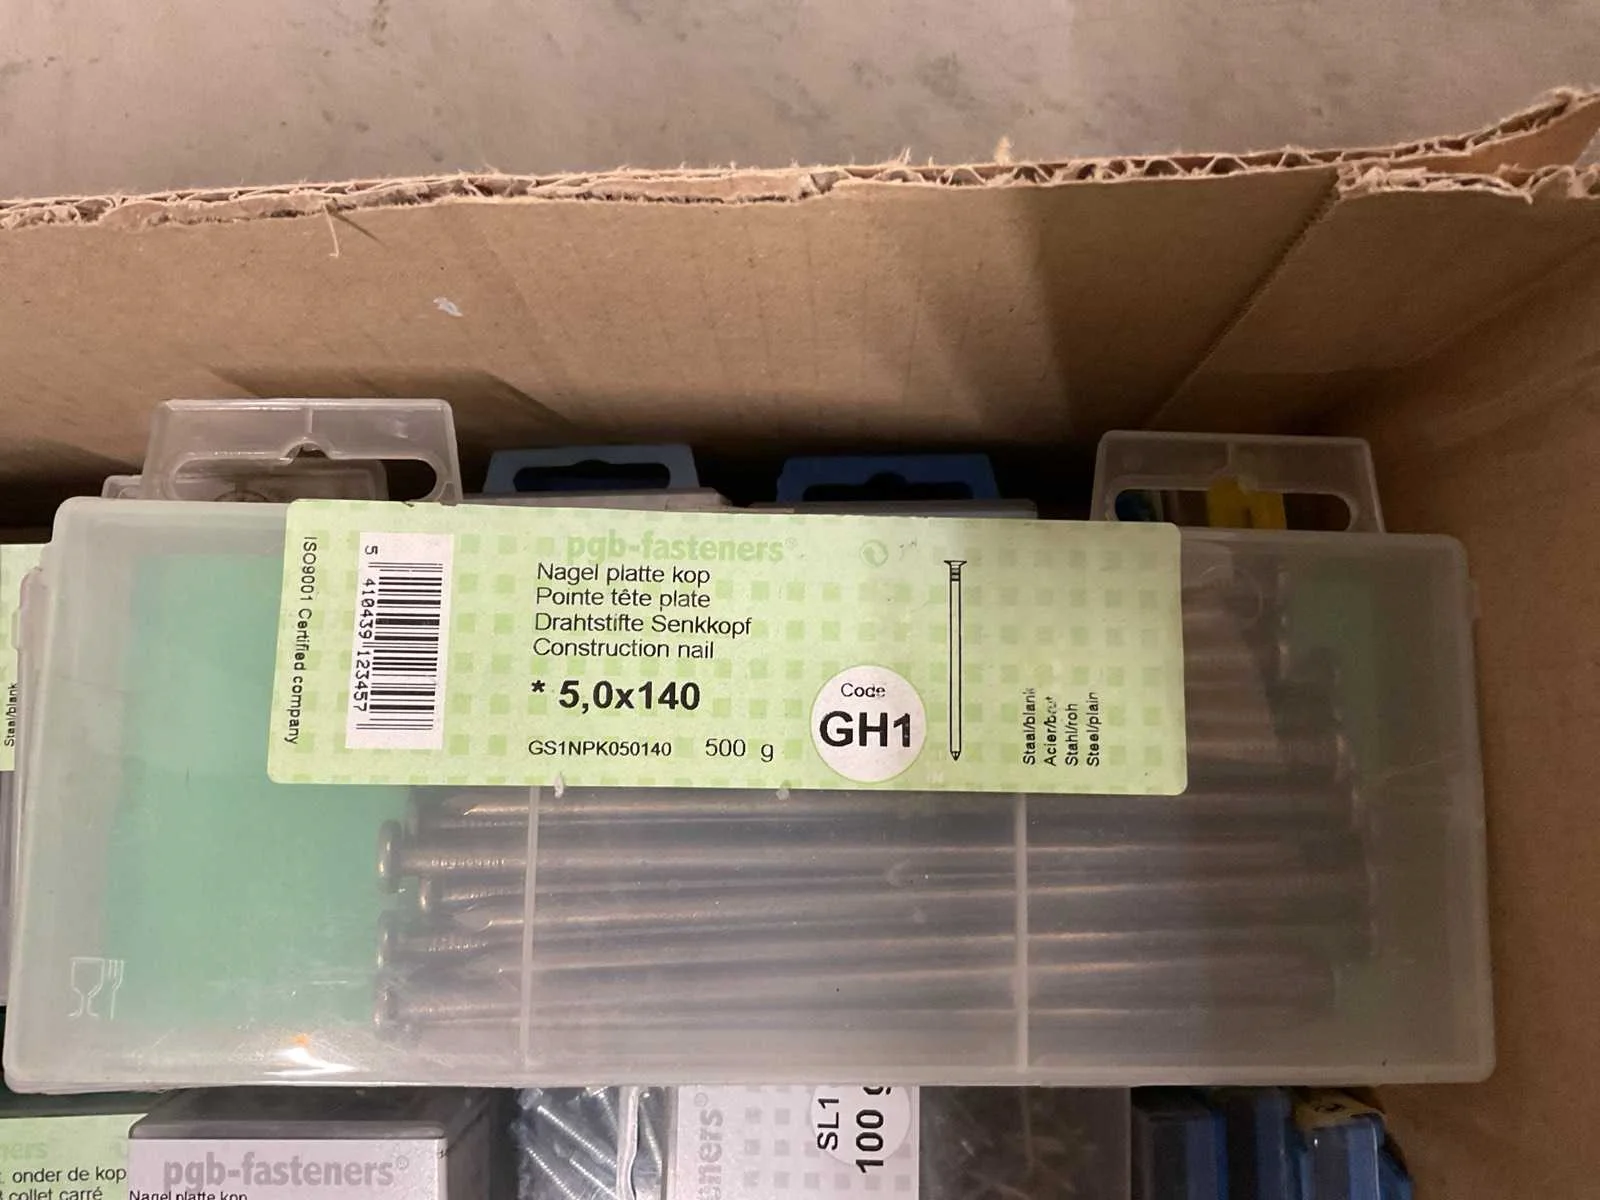 ISO9001 Certified company
5 410439 123457
pgb-fasteners®
Nagel platte kop
Pointe tête plate
Drahtstifte Senkkopf
Construction nail
* 5,0x140
GS1NPK050140 500 g
Code
GH1
Staal/blank
Acier/brut
Stahl/roh
Steel/plain
Staal/blank
onder de kop
collet carré
pgb-fasteners®
Nagel platte kop
SL1
100 g